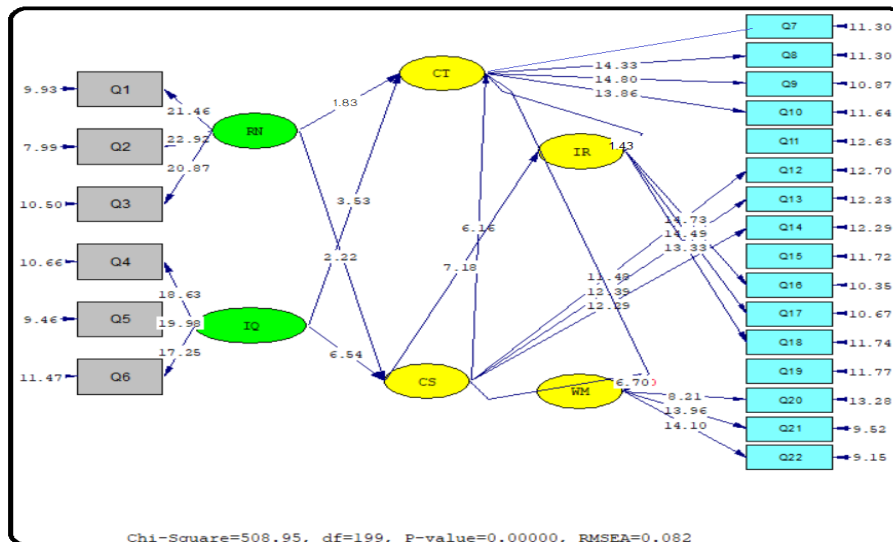 Q7 11.30
CT
Q8 11.30
14.33
9.93 Q1
14.80
Q9 10.87
13.86
21.46
1.83
Q10 11.64
RN
22.92
7.99 Q2
1.43
Q11 12.63
IR
20.87
Q12 12.70
3.53
10.50 Q3
Q13 12.23
14.73
6.16
14.49
Q14 12.29
13.33
2.22
Q15 11.72
10.66 Q4
7.18
11.48
Q16 10.35
12.39
18.63
12.29
Q17 10.67
9.46 Q5
19.98
IQ
Q18 11.74
17.25
6.54
Q19 11.77
11.47 Q6
CS
6.70
WM
8.21
Q20 13.28
13.96
14.10
Q21 9.52
Q22 9.15
Chi-Square=508.95, df=199, P-value=0.00000, RMSEA=0.082